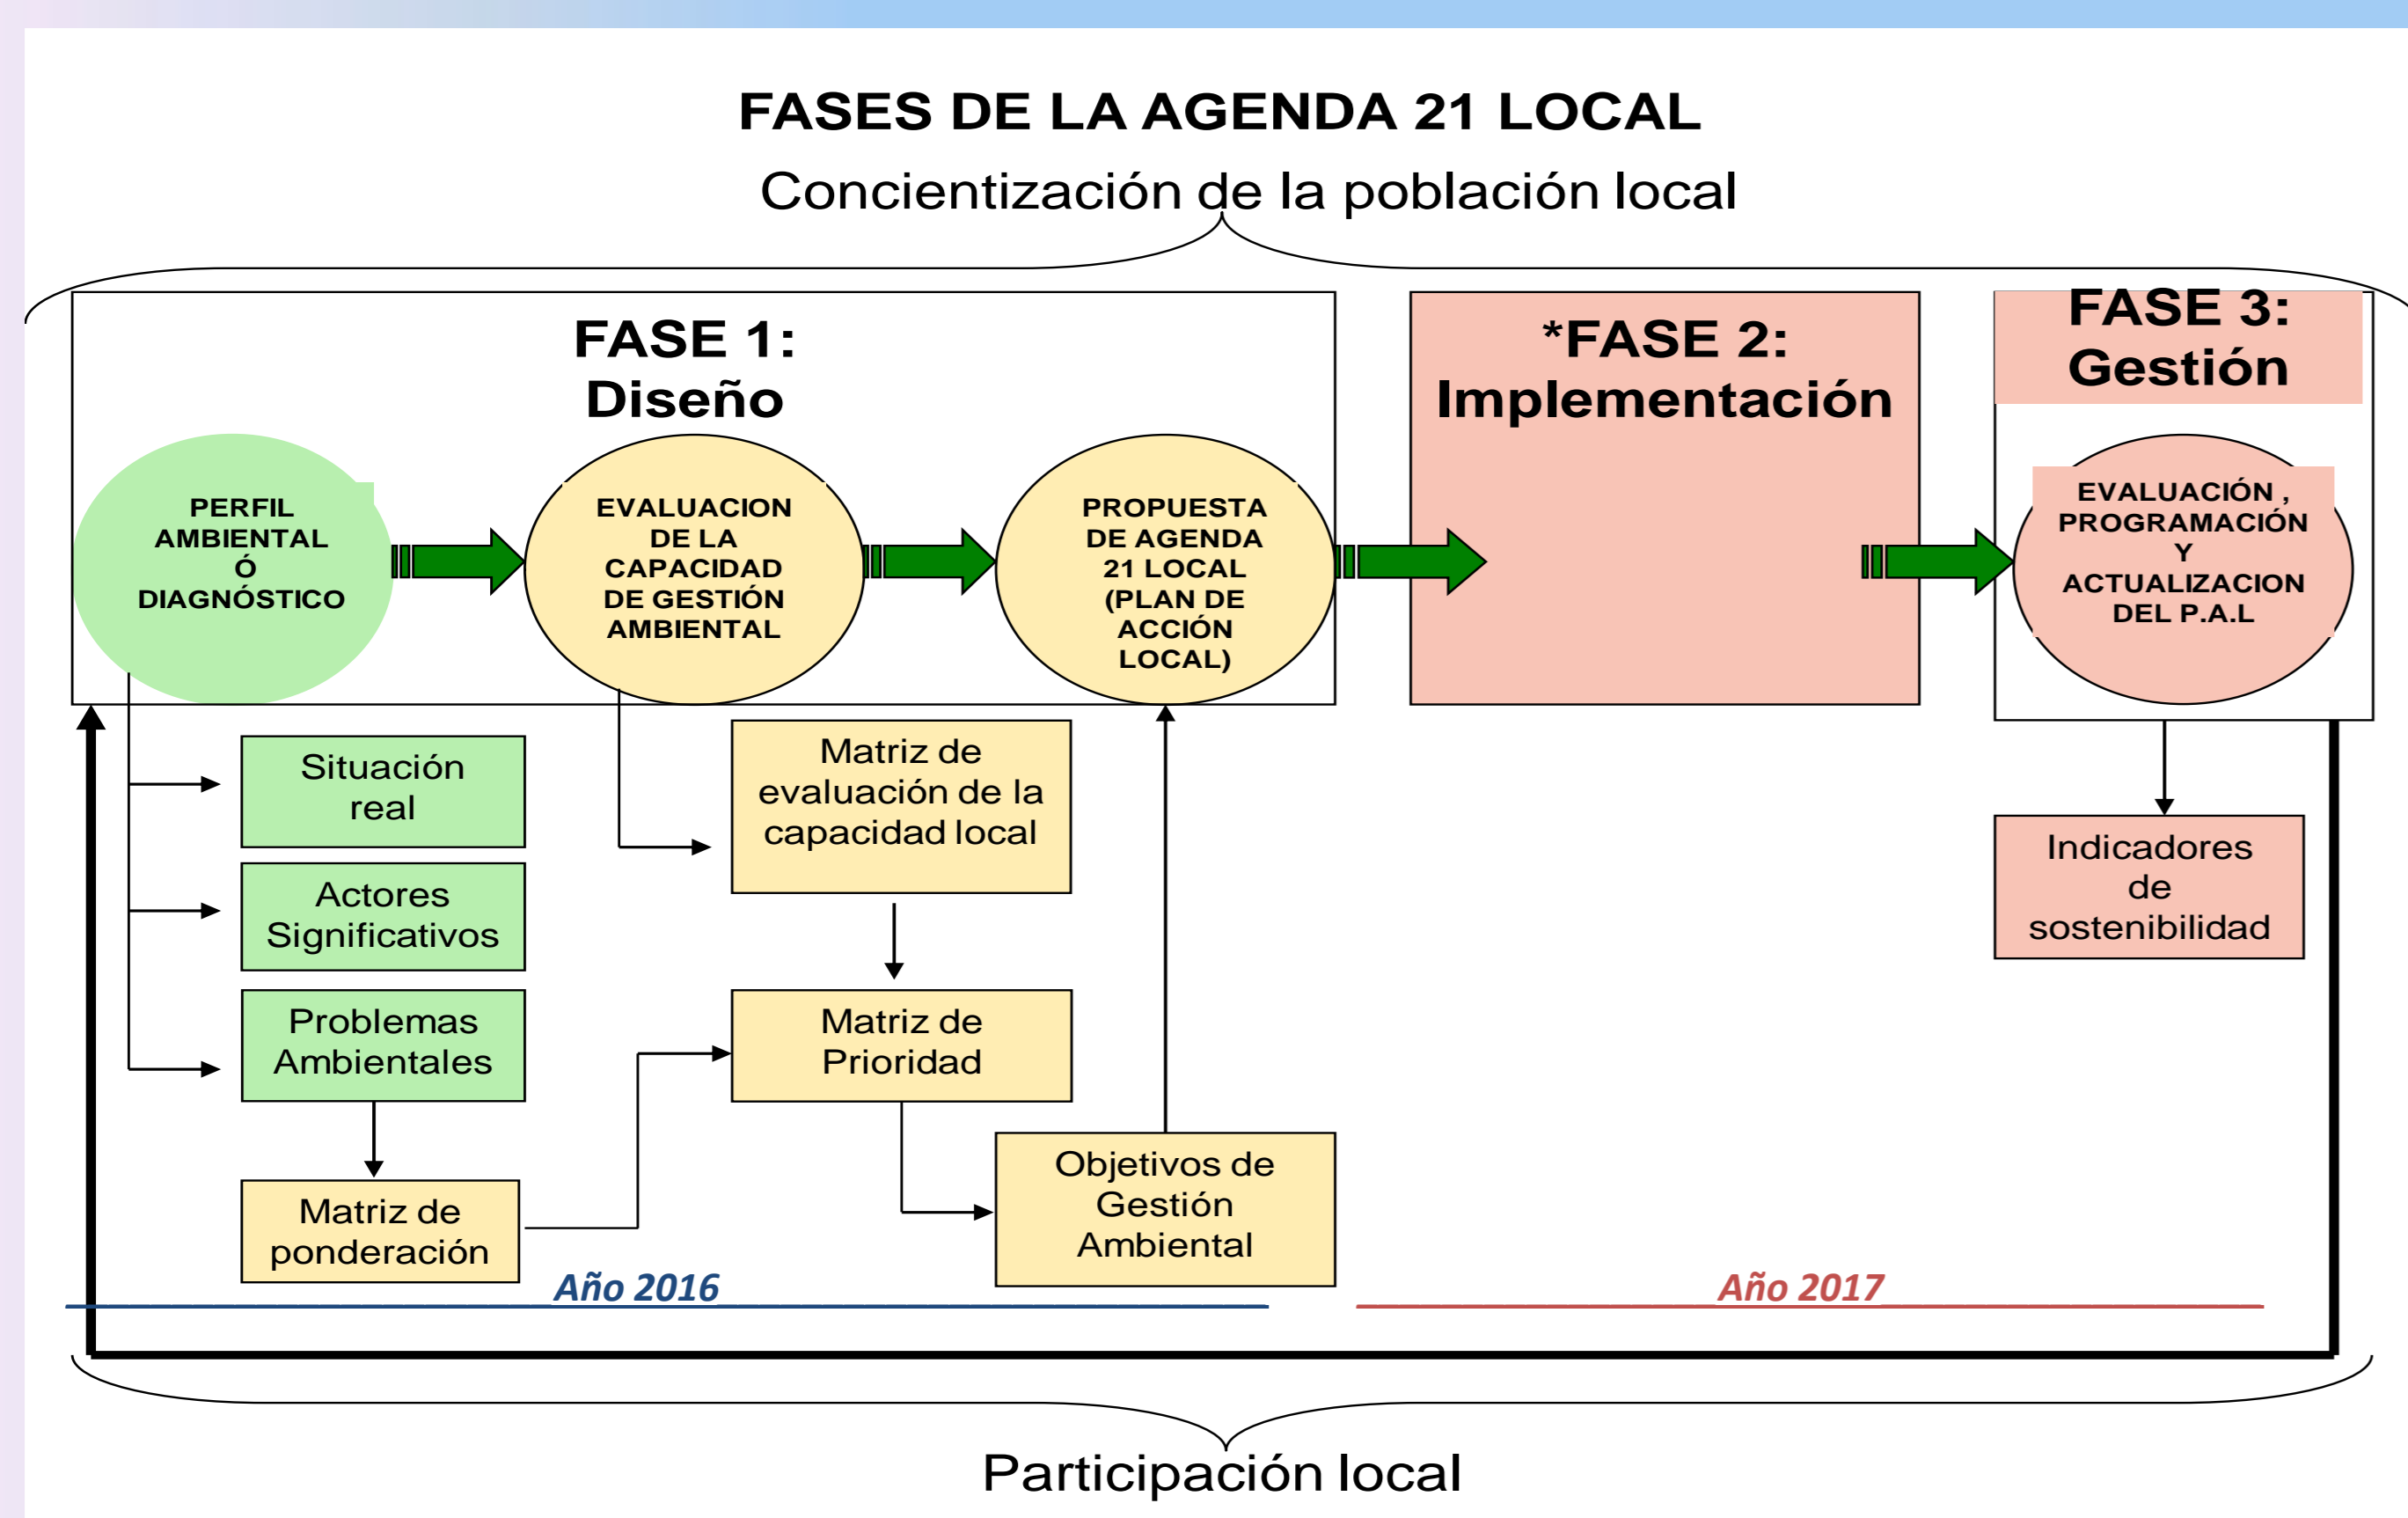 FASES DE LA AGENDA 21 LOCAL
Concientización de la población local
FASE 1:
Diseño
*FASE 2:
Implementación
FASE 3:
Gestión
PERFIL
AMBIENTAL
Ó
DIAGNÓSTICO
EVALUACION
DE LA
CAPACIDAD
DE GESTIÓN
AMBIENTAL
PROPUESTA
DE AGENDA
21 LOCAL
(PLAN DE
ACCIÓN
LOCAL)
EVALUACIÓN ,
PROGRAMACIÓN
Y
ACTUALIZACION
DEL P.A.L
Situación
real
Actores
Significativos
Problemas
Ambientales
Matriz de
ponderación
Matriz de
evaluación de la
capacidad local
Matriz de
Prioridad
Objetivos de
Gestión
Ambiental
Indicadores
de
sostenibilidad
Año 2016
Año 2017
Participación local